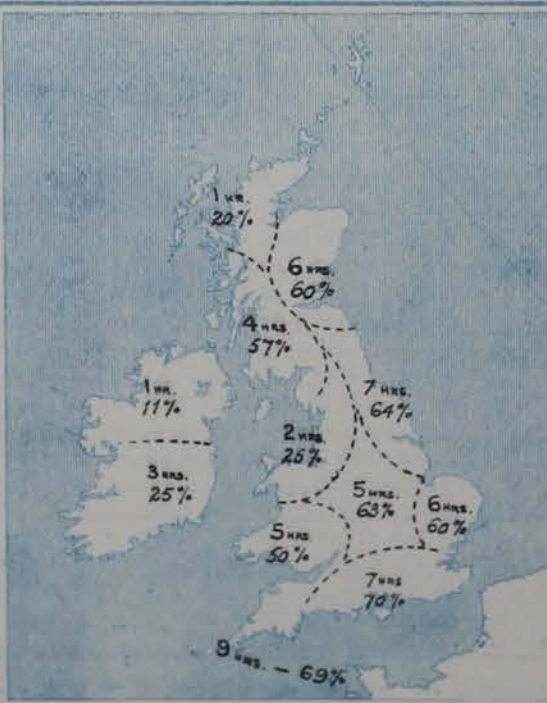 1 HR.
20%
6 HRS.
60%
4 HRS.
57%
1 HR.
11%
7 HRS.
64%
2 HRS.
25%
3 HRS.
25%
5 HRS.
63%
6 HRS.
60%
5 HRS
50%
7 HRS
70%
9 HRS. — 69%